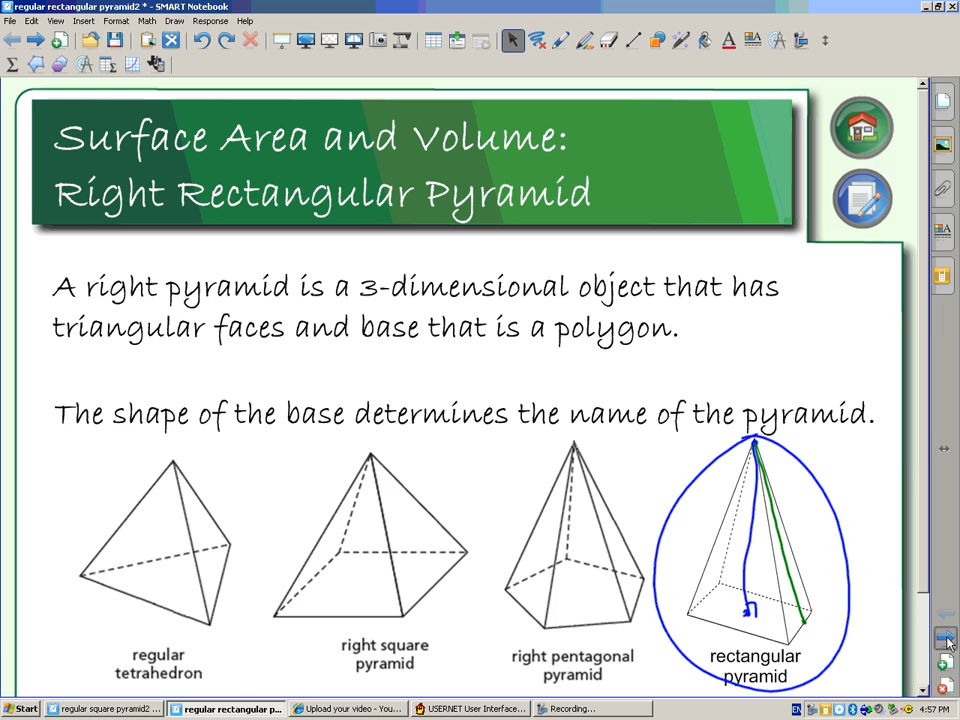 regular rectangular pyramid2 * - SMART Notebook
File Edit View Insert Format Math Draw Response Help
Surface Area and Volume:
Right Rectangular Pyramid
A right pyramid is a 3-dimensional object that has
triangular faces and base that is a polygon.
The shape of the base determines the name of the pyramid.
regular
tetrahedron
right square
pyramid
right pentagonal
pyramid
rectangular
pyramid
Start
regular square pyramid2 ...
regular rectangular p...
Upload your video - You...
USERNET User Interface...
Recording...
EN
4:57 PM